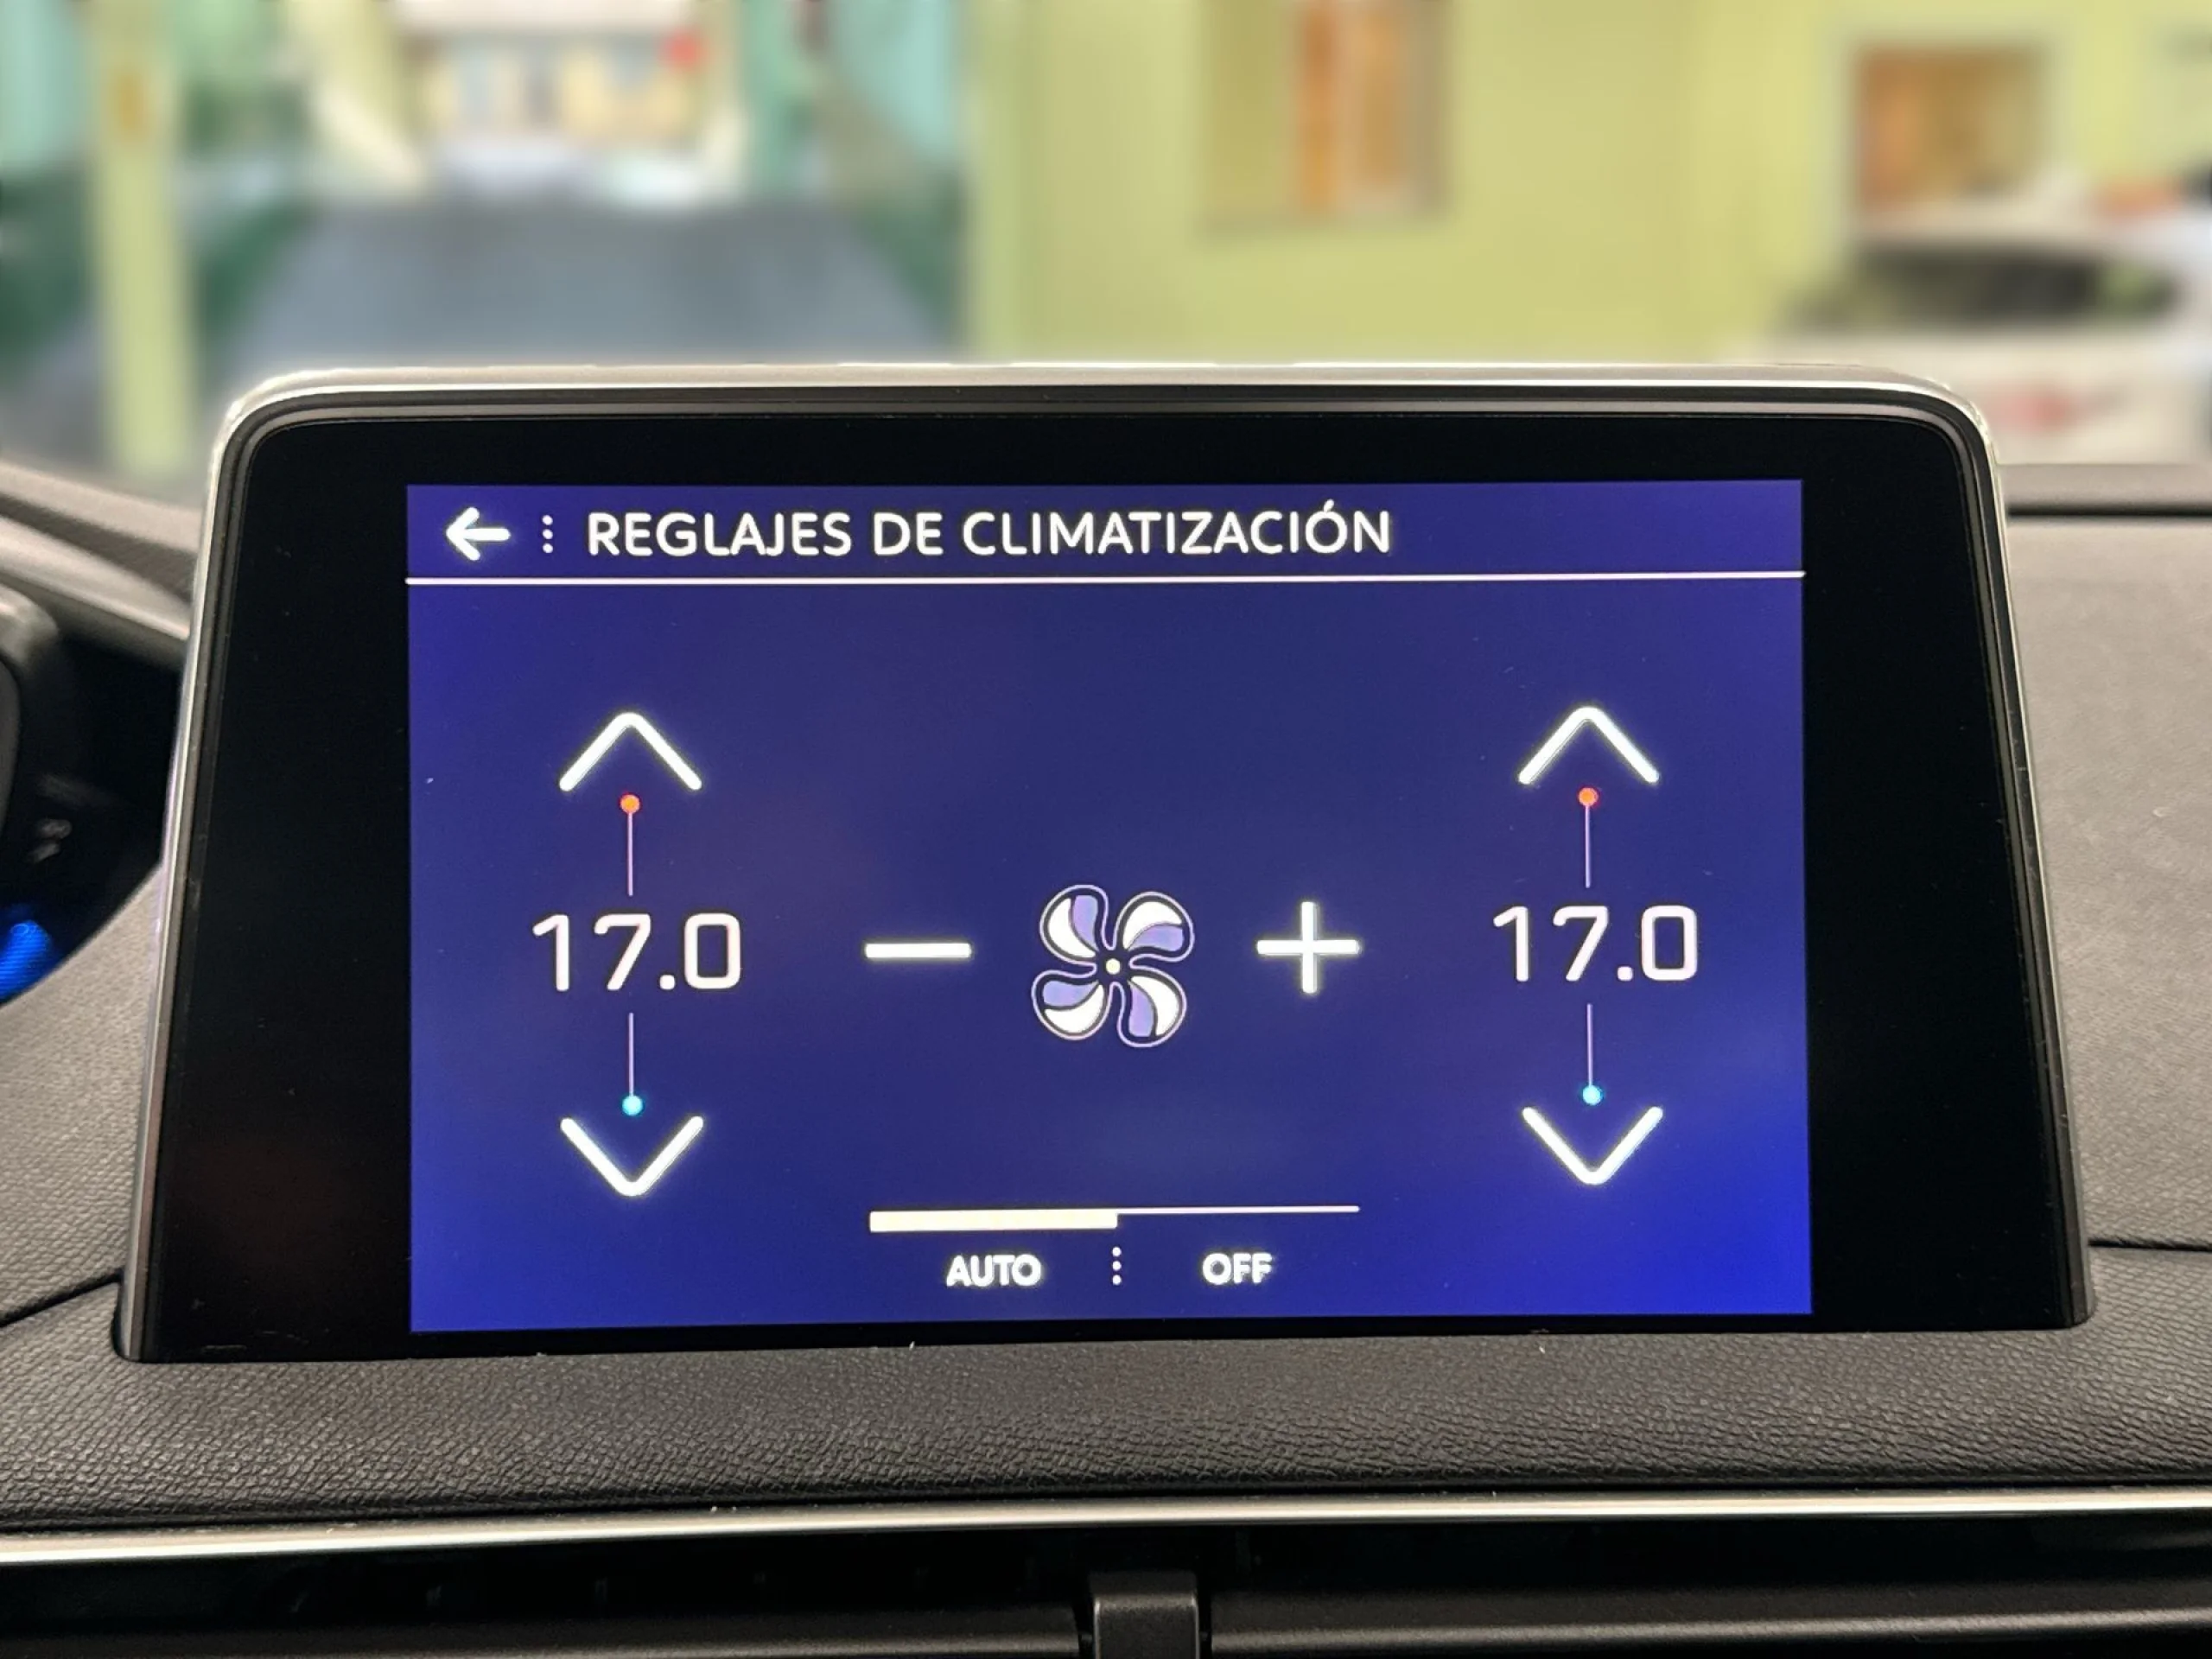 REGLAJES DE CLIMATIZACIÓN
17.0 17.0
AUTO OFF